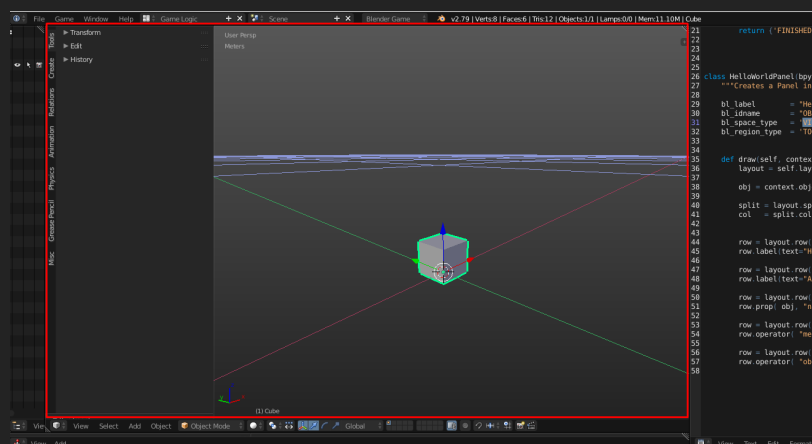 File Game Window Help Game Logic Scene Blender Game v2.79 | Verts:8 | Faces:6 | Tris:12 | Objects:1/1 | Lamps:0/0 | Mem:11.10M | Cube
Tools
Create
Relations
Animation
Physics
Grease Pencil
Misc
Transform
Edit
History
User Persp
Meters
(1) Cube
View Select Add Object Object Mode Global
21 return {'FINISHED
22
23
24
25
26 class HelloWorldPanel(bpy
27 """Creates a Panel in
28
29 bl_label = "He
30 bl_idname = "OB
31 bl_space_type = 'VI
32 bl_region_type = 'TO
33
34
35 def draw(self, contex
36 layout = self.lay
37
38 obj = context.obj
39
40 split = layout.sp
41 col = split.col
42
43
44 row = layout.row(
45 row.label(text="H
46
47 row = layout.row(
48 row.label(text="A
49
50 row = layout.row(
51 row.prop( obj, "n
52
53 row = layout.row(
54 row.operator( "me
55
56 row = layout.row(
57 row.operator( "ob
58
View Add
View Text Edit Format